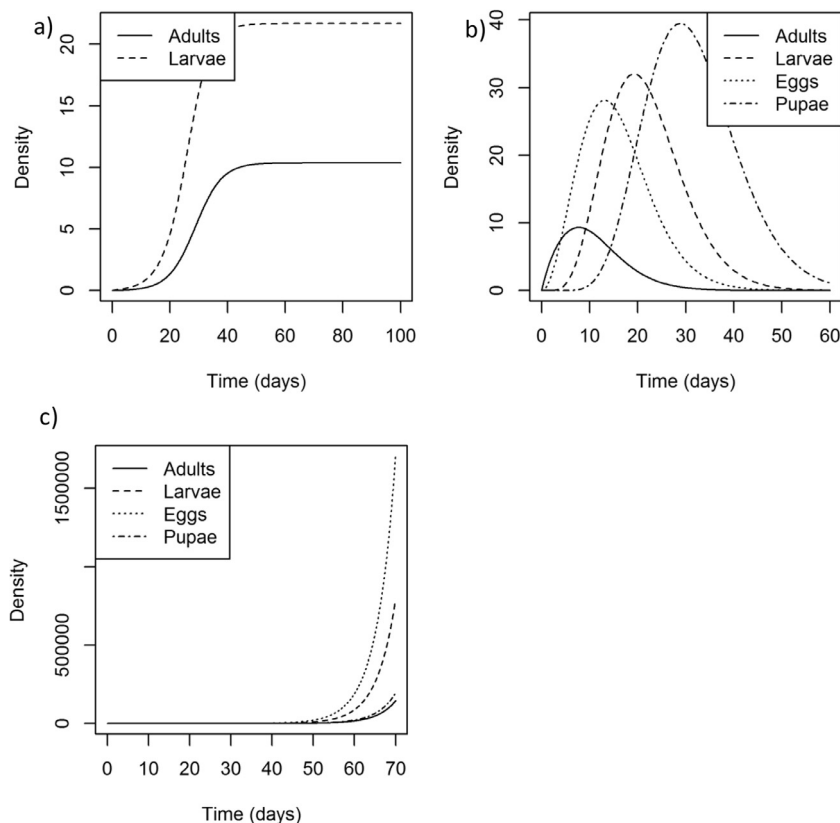 a)
Adults
Larvae
Density
0
5
10
15
20
0 20 40 60 80 100
Time (days)
b)
Adults
Larvae
Eggs
Pupae
Density
0
10
20
30
40
0 10 20 30 40 50 60
Time (days)
c)
Adults
Larvae
Eggs
Pupae
Density
0
500000
1500000
0 10 20 30 40 50 60 70
Time (days)